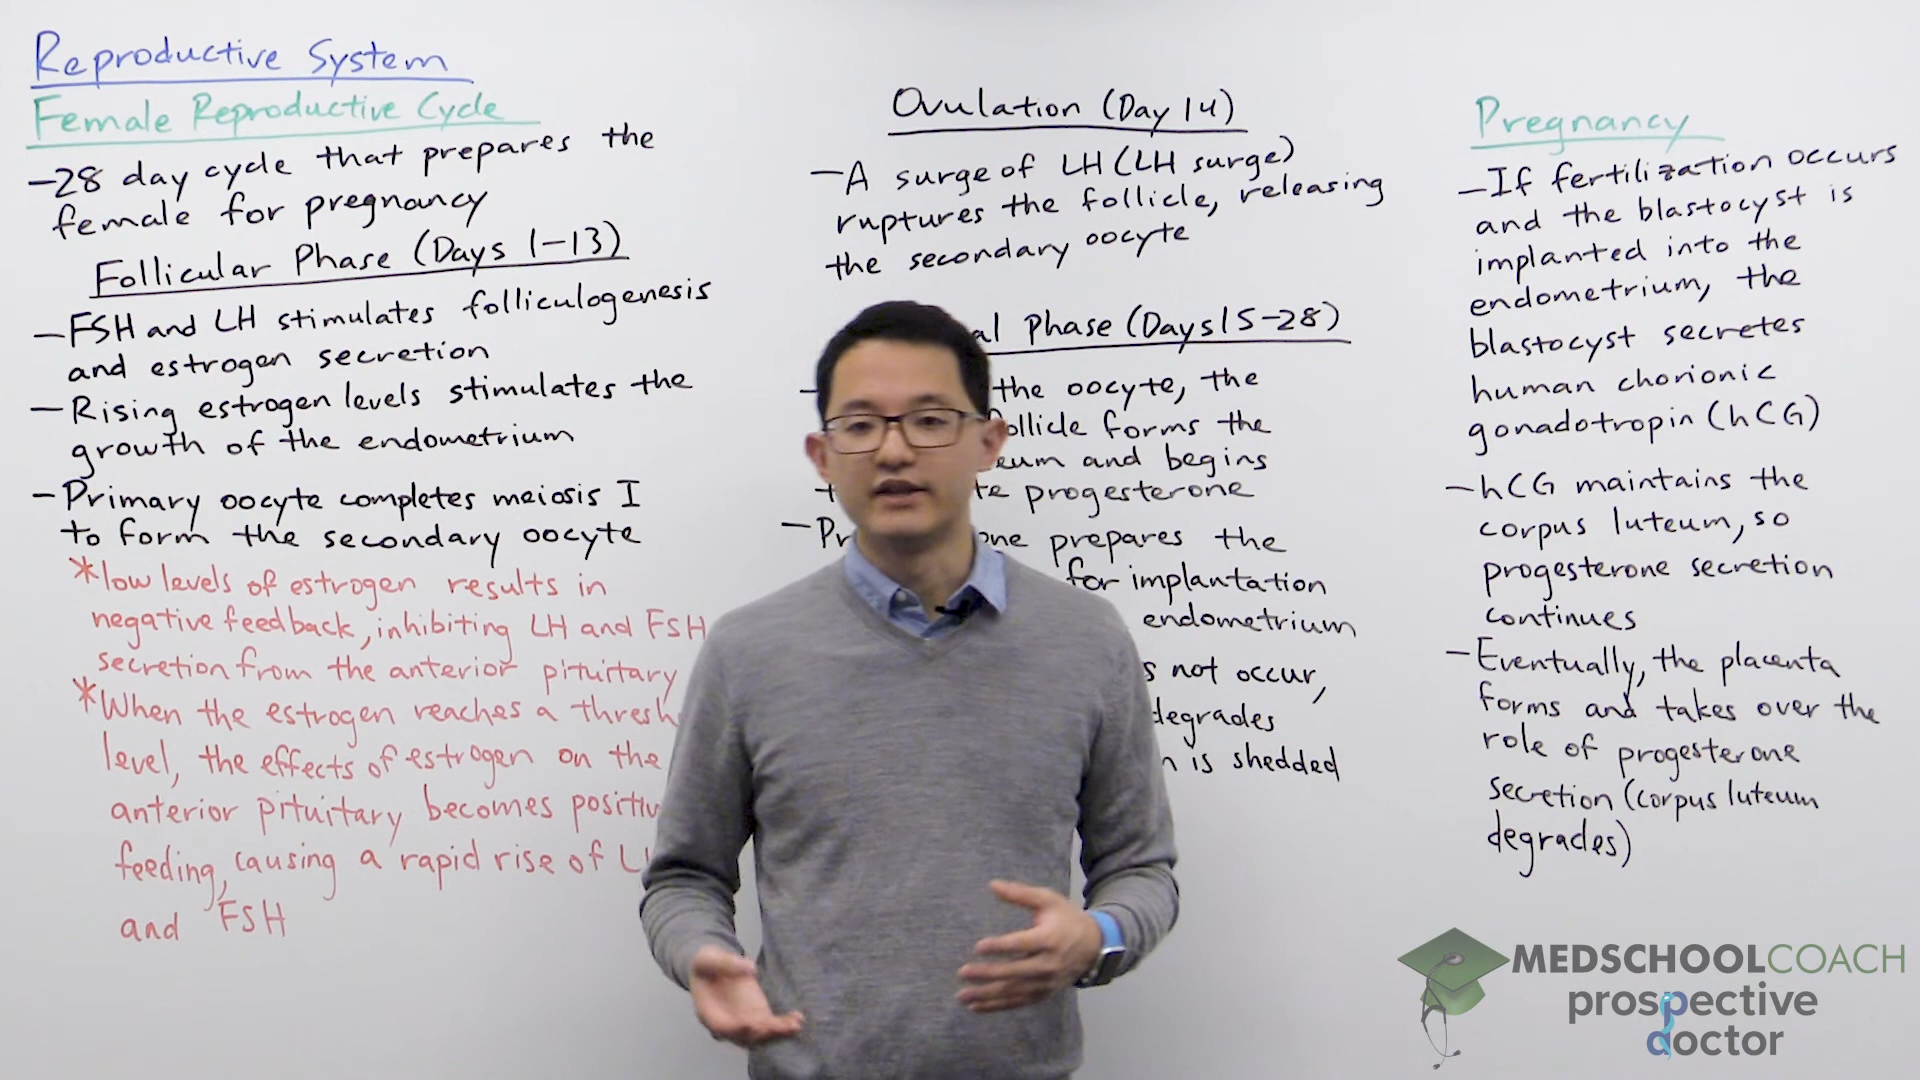 Reproductive System
Female Reproductive Cycle
-28 day cycle that prepares the
female for pregnancy
Follicular Phase (Days 1-13)
-FSH and LH stimulates folliculogenesis
and estrogen secretion
-Rising estrogen levels stimulates the
growth of the endometrium
-Primary oocyte completes meiosis I
to form the secondary oocyte
*low levels of estrogen results in
negative feedback, inhibiting LH and FSH
secretion from the anterior pituitary
*When the estrogen reaches a thresh
level, the effects of estrogen on the
anterior pituitary becomes positiv
feeding, causing a rapid rise of L
and FSH
Ovulation (Day 14)
-A surge of LH (LH surge)
ruptures the follicle, releasing
the secondary oocyte
al Phase (Days 15-28)
the oocyte, the
ollicle forms the
eum and begins
te progesterone
-Pr one prepares the
for implantation
endometrium
s not occur,
degrades
n is shedded
Pregnancy
-If fertilization occurs
and the blastocyst is
implanted into the
endometrium, the
blastocyst secretes
human chorionic
gonadotropin (hCG)
-hCG maintains the
corpus luteum, so
progesterone secretion
continues
-Eventually, the placenta
forms and takes over the
role of progesterone
secretion (corpus luteum
degrades)
MEDSCHOOLCOACH
prospective
doctor